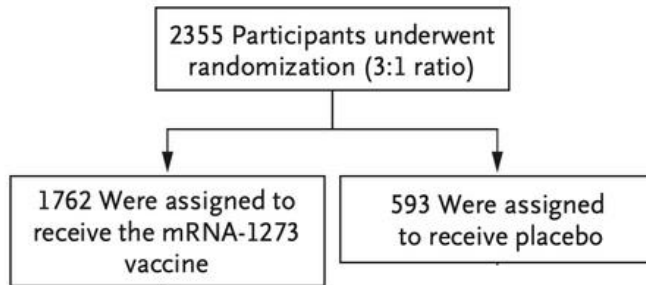 2355 Participants underwent
randomization (3:1 ratio)
1762 Were assigned to
receive the mRNA-1273
vaccine
593 Were assigned
to receive placebo